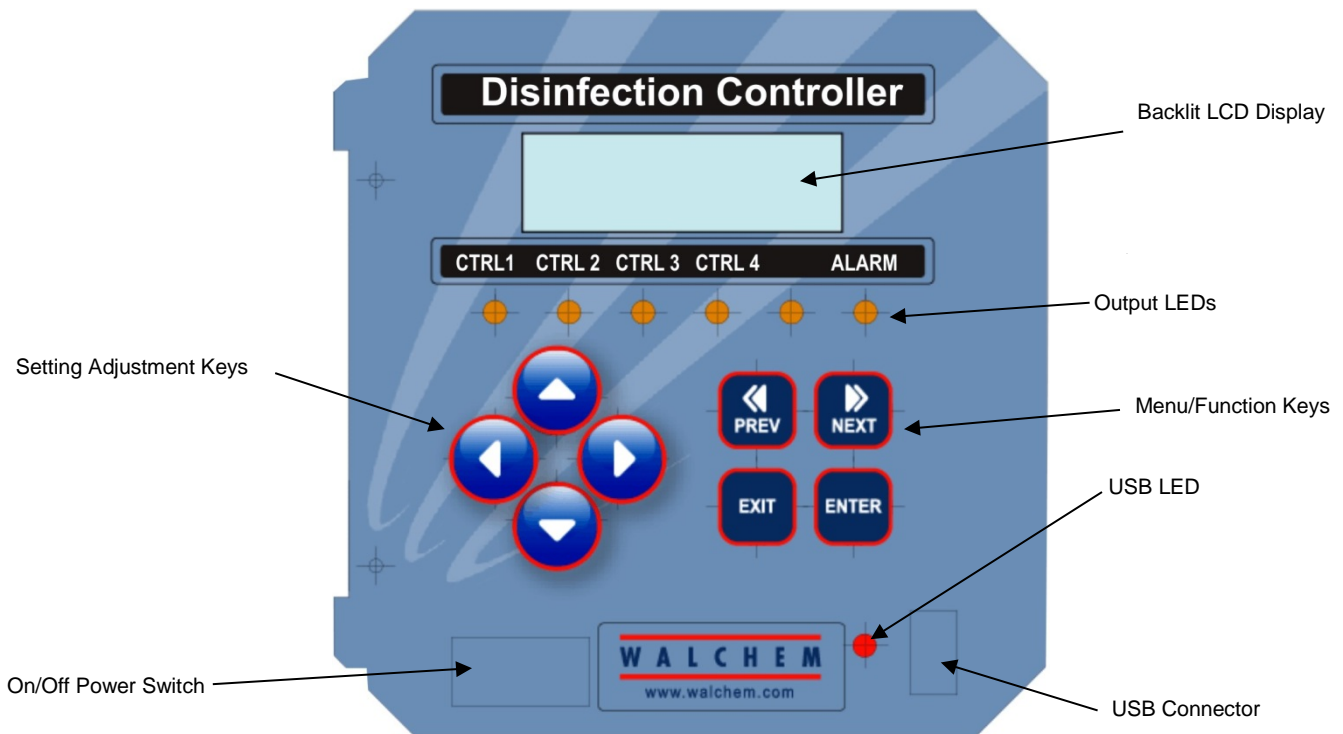 Disinfection Controller
Backlit LCD Display
CTRL1 CTRL 2 CTRL 3 CTRL 4 ALARM
Output LEDs
Setting Adjustment Keys
PREV NEXT
Menu/Function Keys
USB LED
EXIT ENTER
On/Off Power Switch
WALCHEM
www.walchem.com
USB Connector